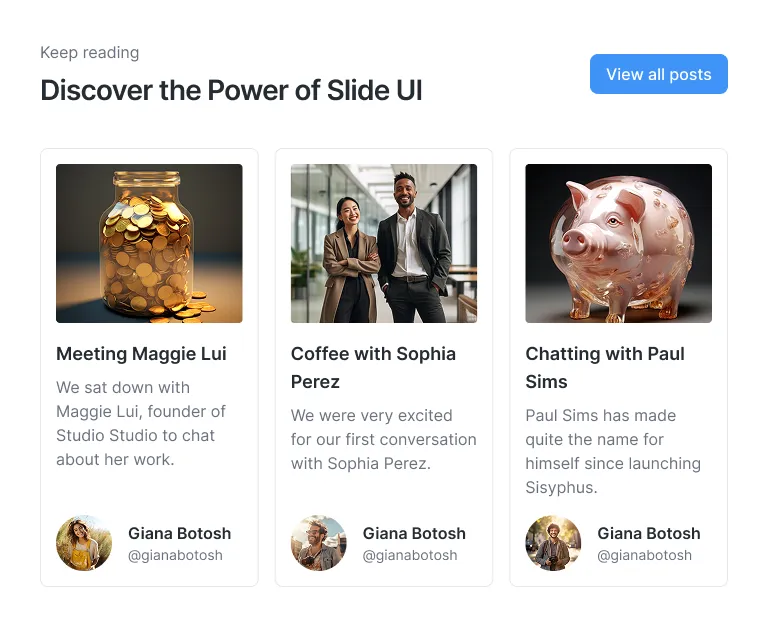 Keep reading
Discover the Power of Slide UI
View all posts
Meeting Maggie Lui
We sat down with
Maggie Lui, founder of
Studio Studio to chat
about her work.
Giana Botosh
@gianabotosh
Coffee with Sophia
Perez
We were very excited
for our first conversation
with Sophia Perez.
Giana Botosh
@gianabotosh
Chatting with Paul
Sims
Paul Sims has made
quite the name for
himself since launching
Sisyphus.
Giana Botosh
@gianabotosh